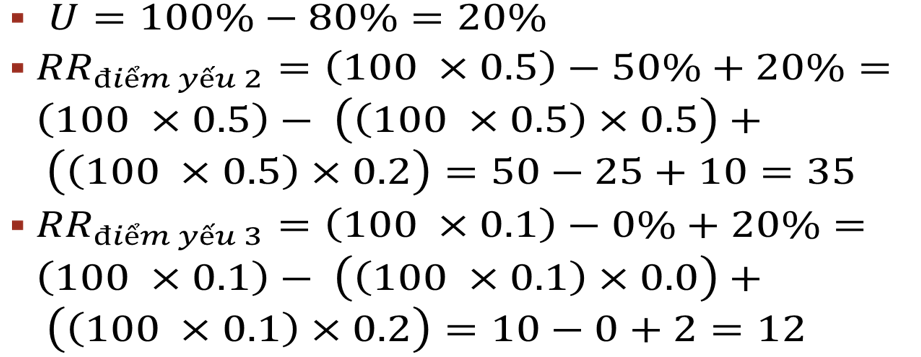 ▪ U = 100% − 80% = 20%
▪ RRđiểm yếu 2 = (100 × 0.5) − 50% + 20% =
(100 × 0.5) − ((100 × 0.5) × 0.5) +
((100 × 0.5) × 0.2) = 50 − 25 + 10 = 35
▪ RRđiểm yếu 3 = (100 × 0.1) − 0% + 20% =
(100 × 0.1) − ((100 × 0.1) × 0.0) +
((100 × 0.1) × 0.2) = 10 − 0 + 2 = 12